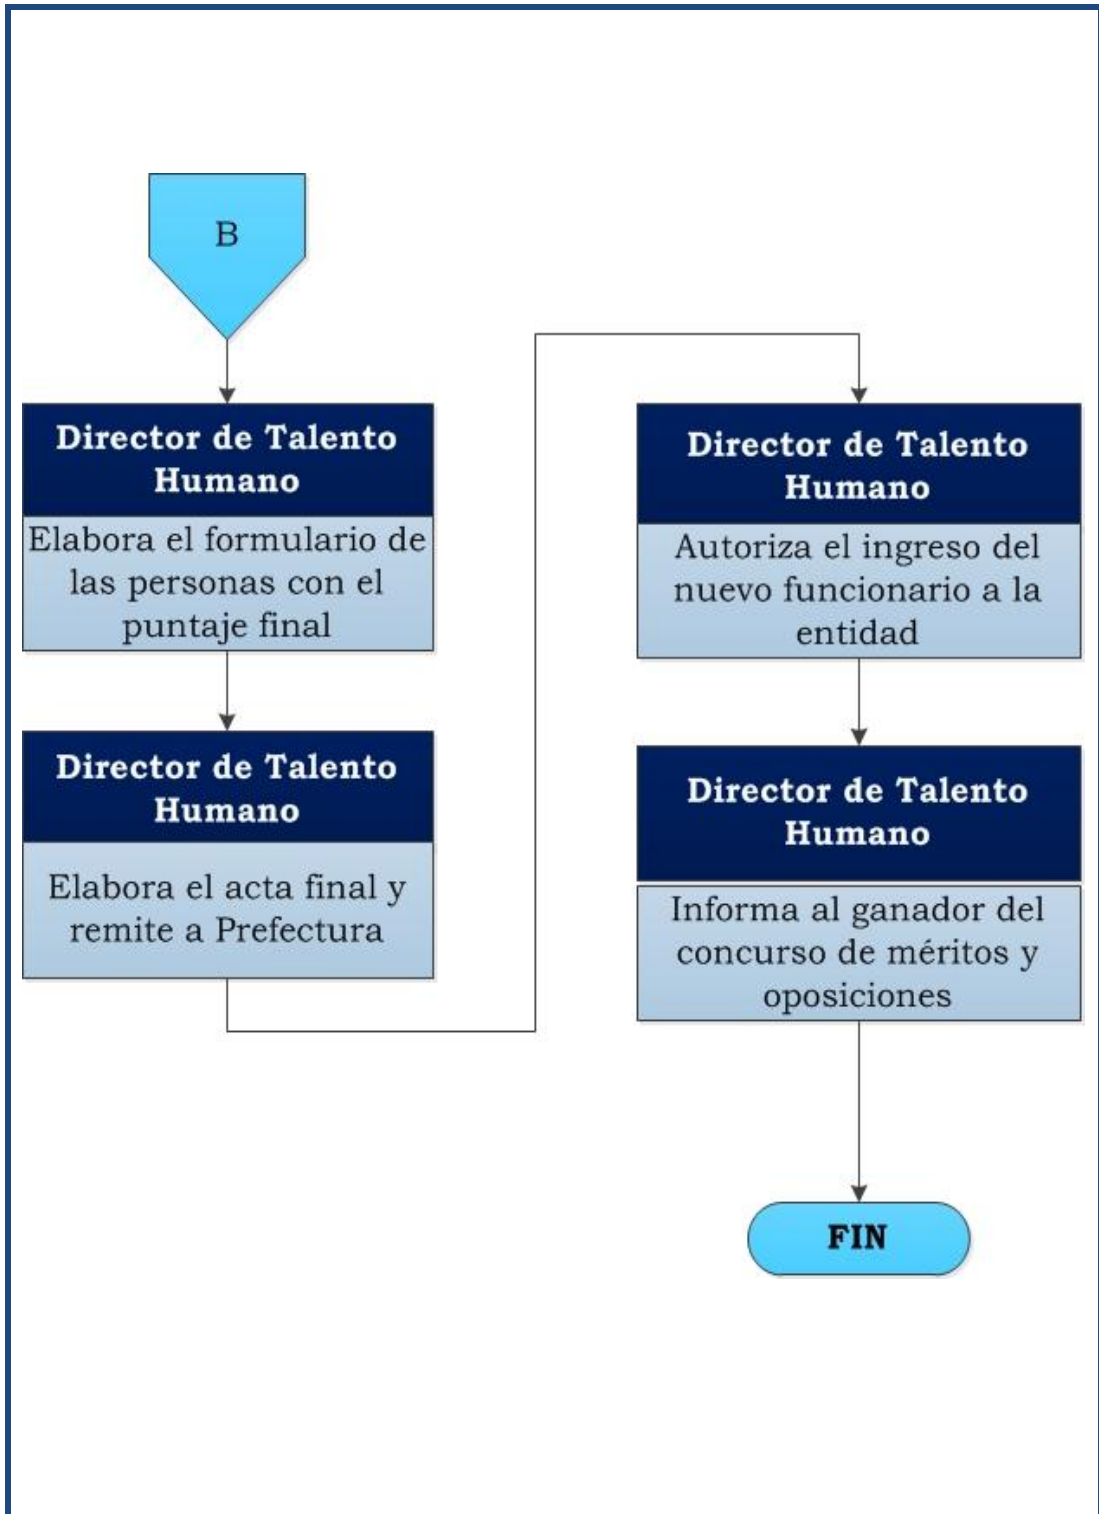 B
Director de Talento
Humano
Elabora el formulario de
las personas con el
puntaje final
Director de Talento
Humano
Elabora el acta final y
remite a Prefectura
Director de Talento
Humano
Autoriza el ingreso del
nuevo funcionario a la
entidad
Director de Talento
Humano
Informa al ganador del
concurso de méritos y
oposiciones
FIN